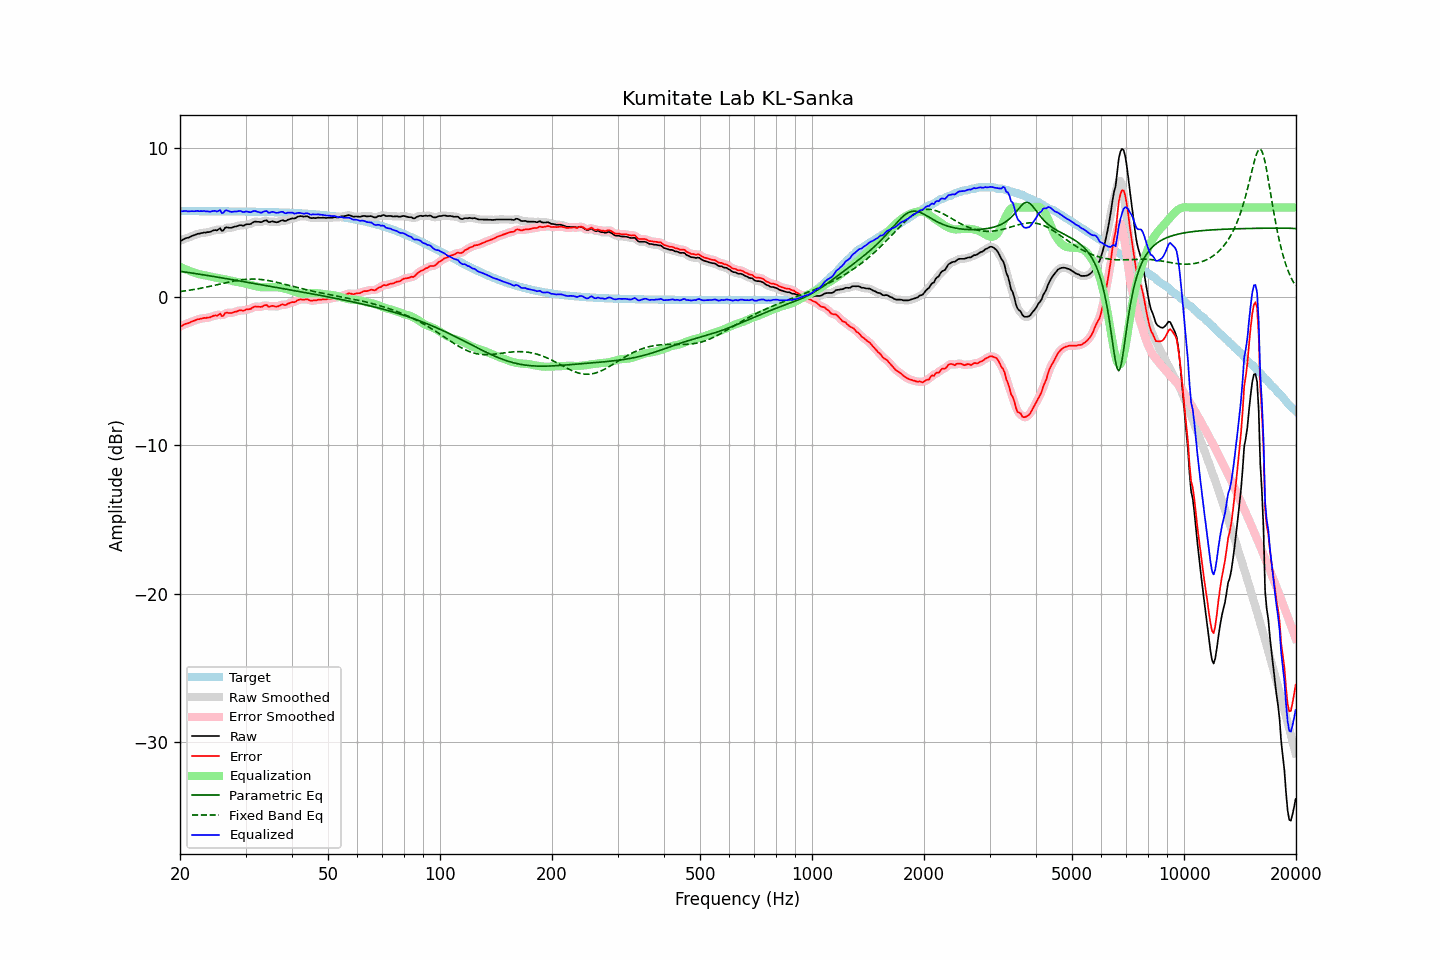 Kumitate Lab KL-Sanka
10
0
−10
−20
−30
Amplitude (dBr)
Target
Raw Smoothed
Error Smoothed
Raw
Error
Equalization
Parametric Eq
Fixed Band Eq
Equalized
20 50 100 200 500 1000 2000 5000 10000 20000
Frequency (Hz)